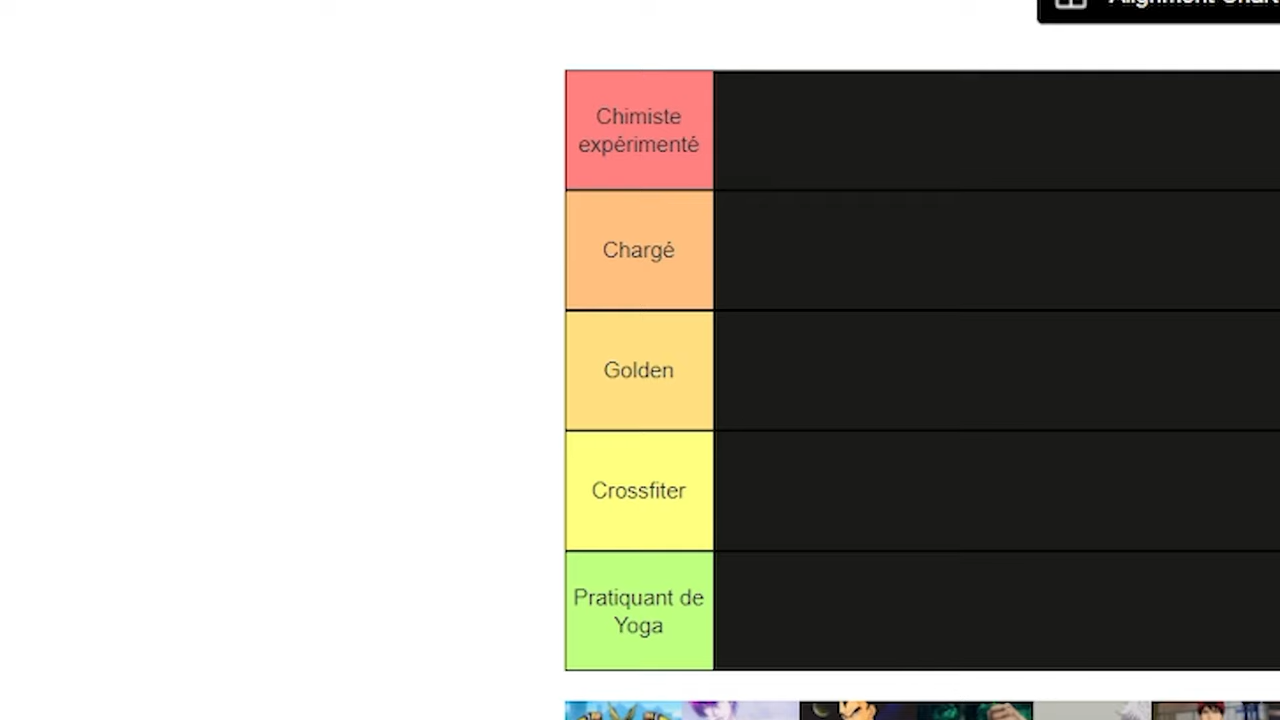 Chimiste
expérimenté
Chargé
Golden
Crossfiter
Pratiquant de
Yoga